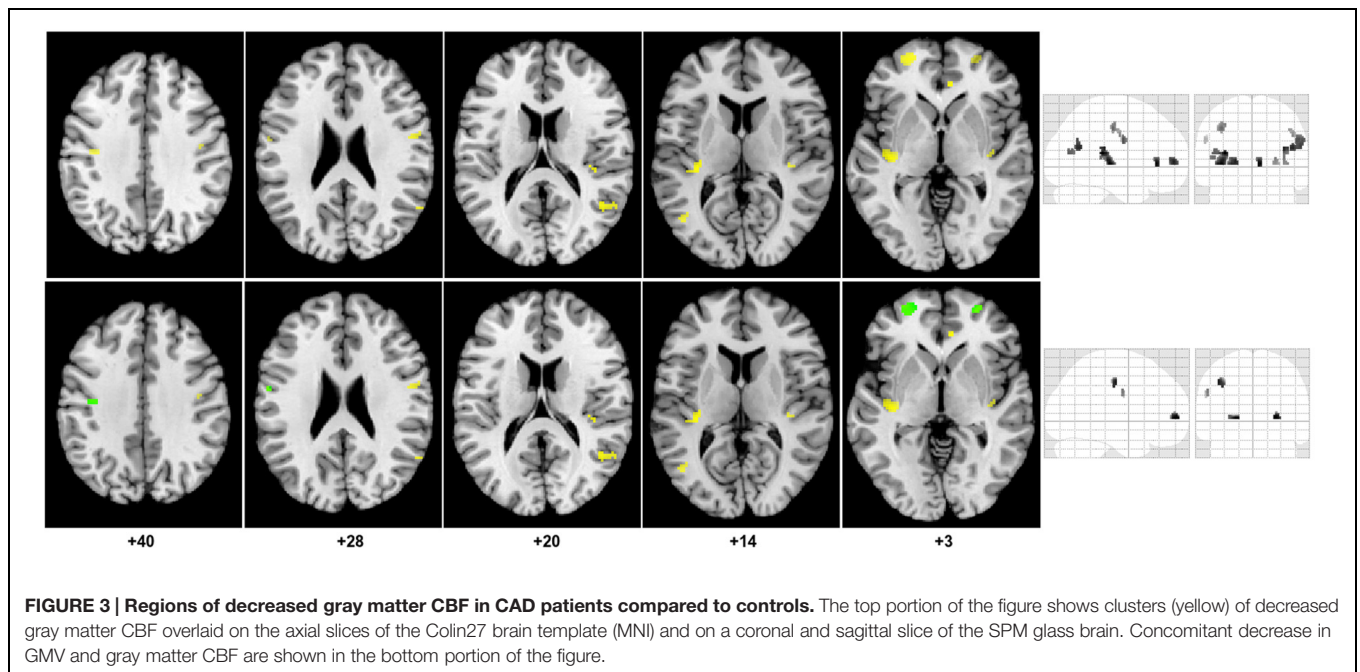 +40 +28 +20 +14 +3
FIGURE 3 | Regions of decreased gray matter CBF in CAD patients compared to controls. The top portion of the figure shows clusters (yellow) of decreased
gray matter CBF overlaid on the axial slices of the Colin27 brain template (MNI) and on a coronal and sagittal slice of the SPM glass brain. Concomitant decrease in
GMV and gray matter CBF are shown in the bottom portion of the figure.